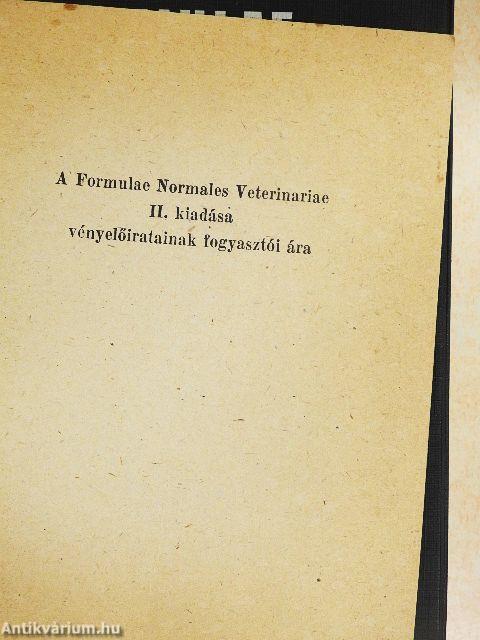 A Formulae Normales Veterinariae
II. kiadása
vényelőiratainak fogyasztói ára
Antikvárium.hu